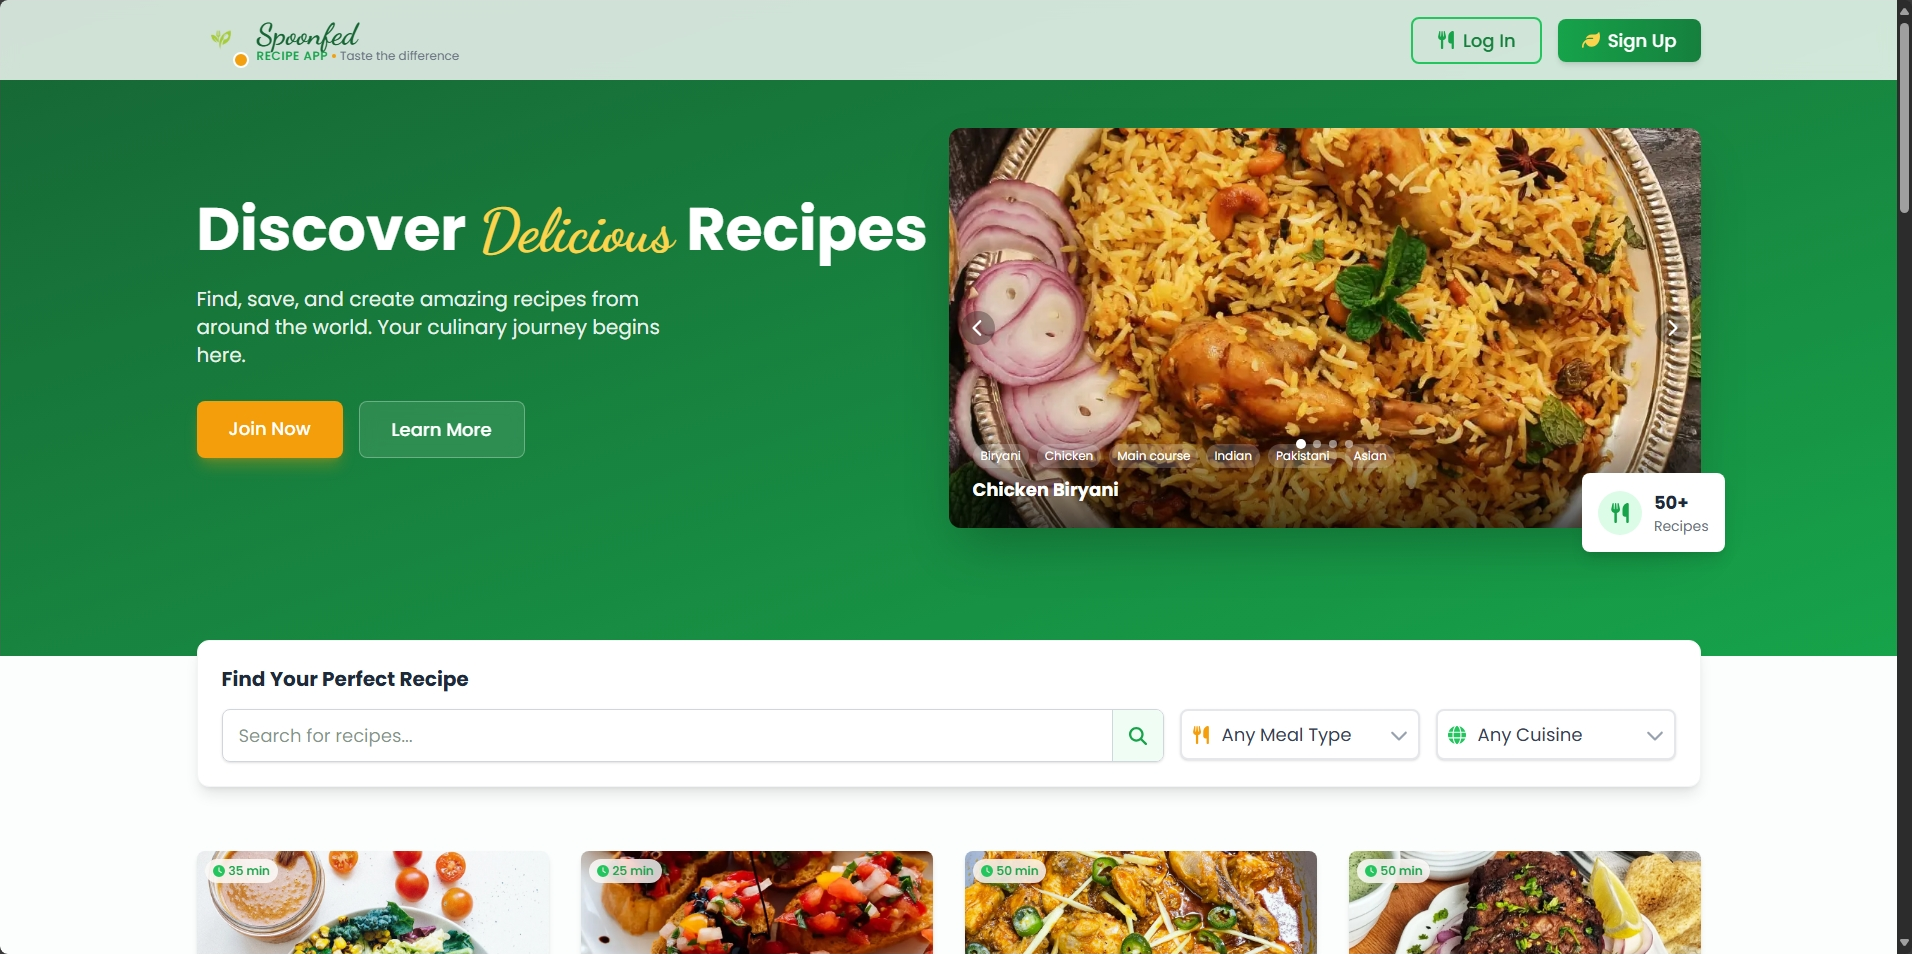 Spoonfed
RECIPE APP • Taste the difference
Log In
Sign Up
Discover Delicious Recipes
Find, save, and create amazing recipes from
around the world. Your culinary journey begins
here.
Join Now
Learn More
Biryani
Chicken
Main course
Indian
Pakistani
Asian
Chicken Biryani
50+
Recipes
Find Your Perfect Recipe
Search for recipes...
Any Meal Type
Any Cuisine
35 min
25 min
50 min
50 min